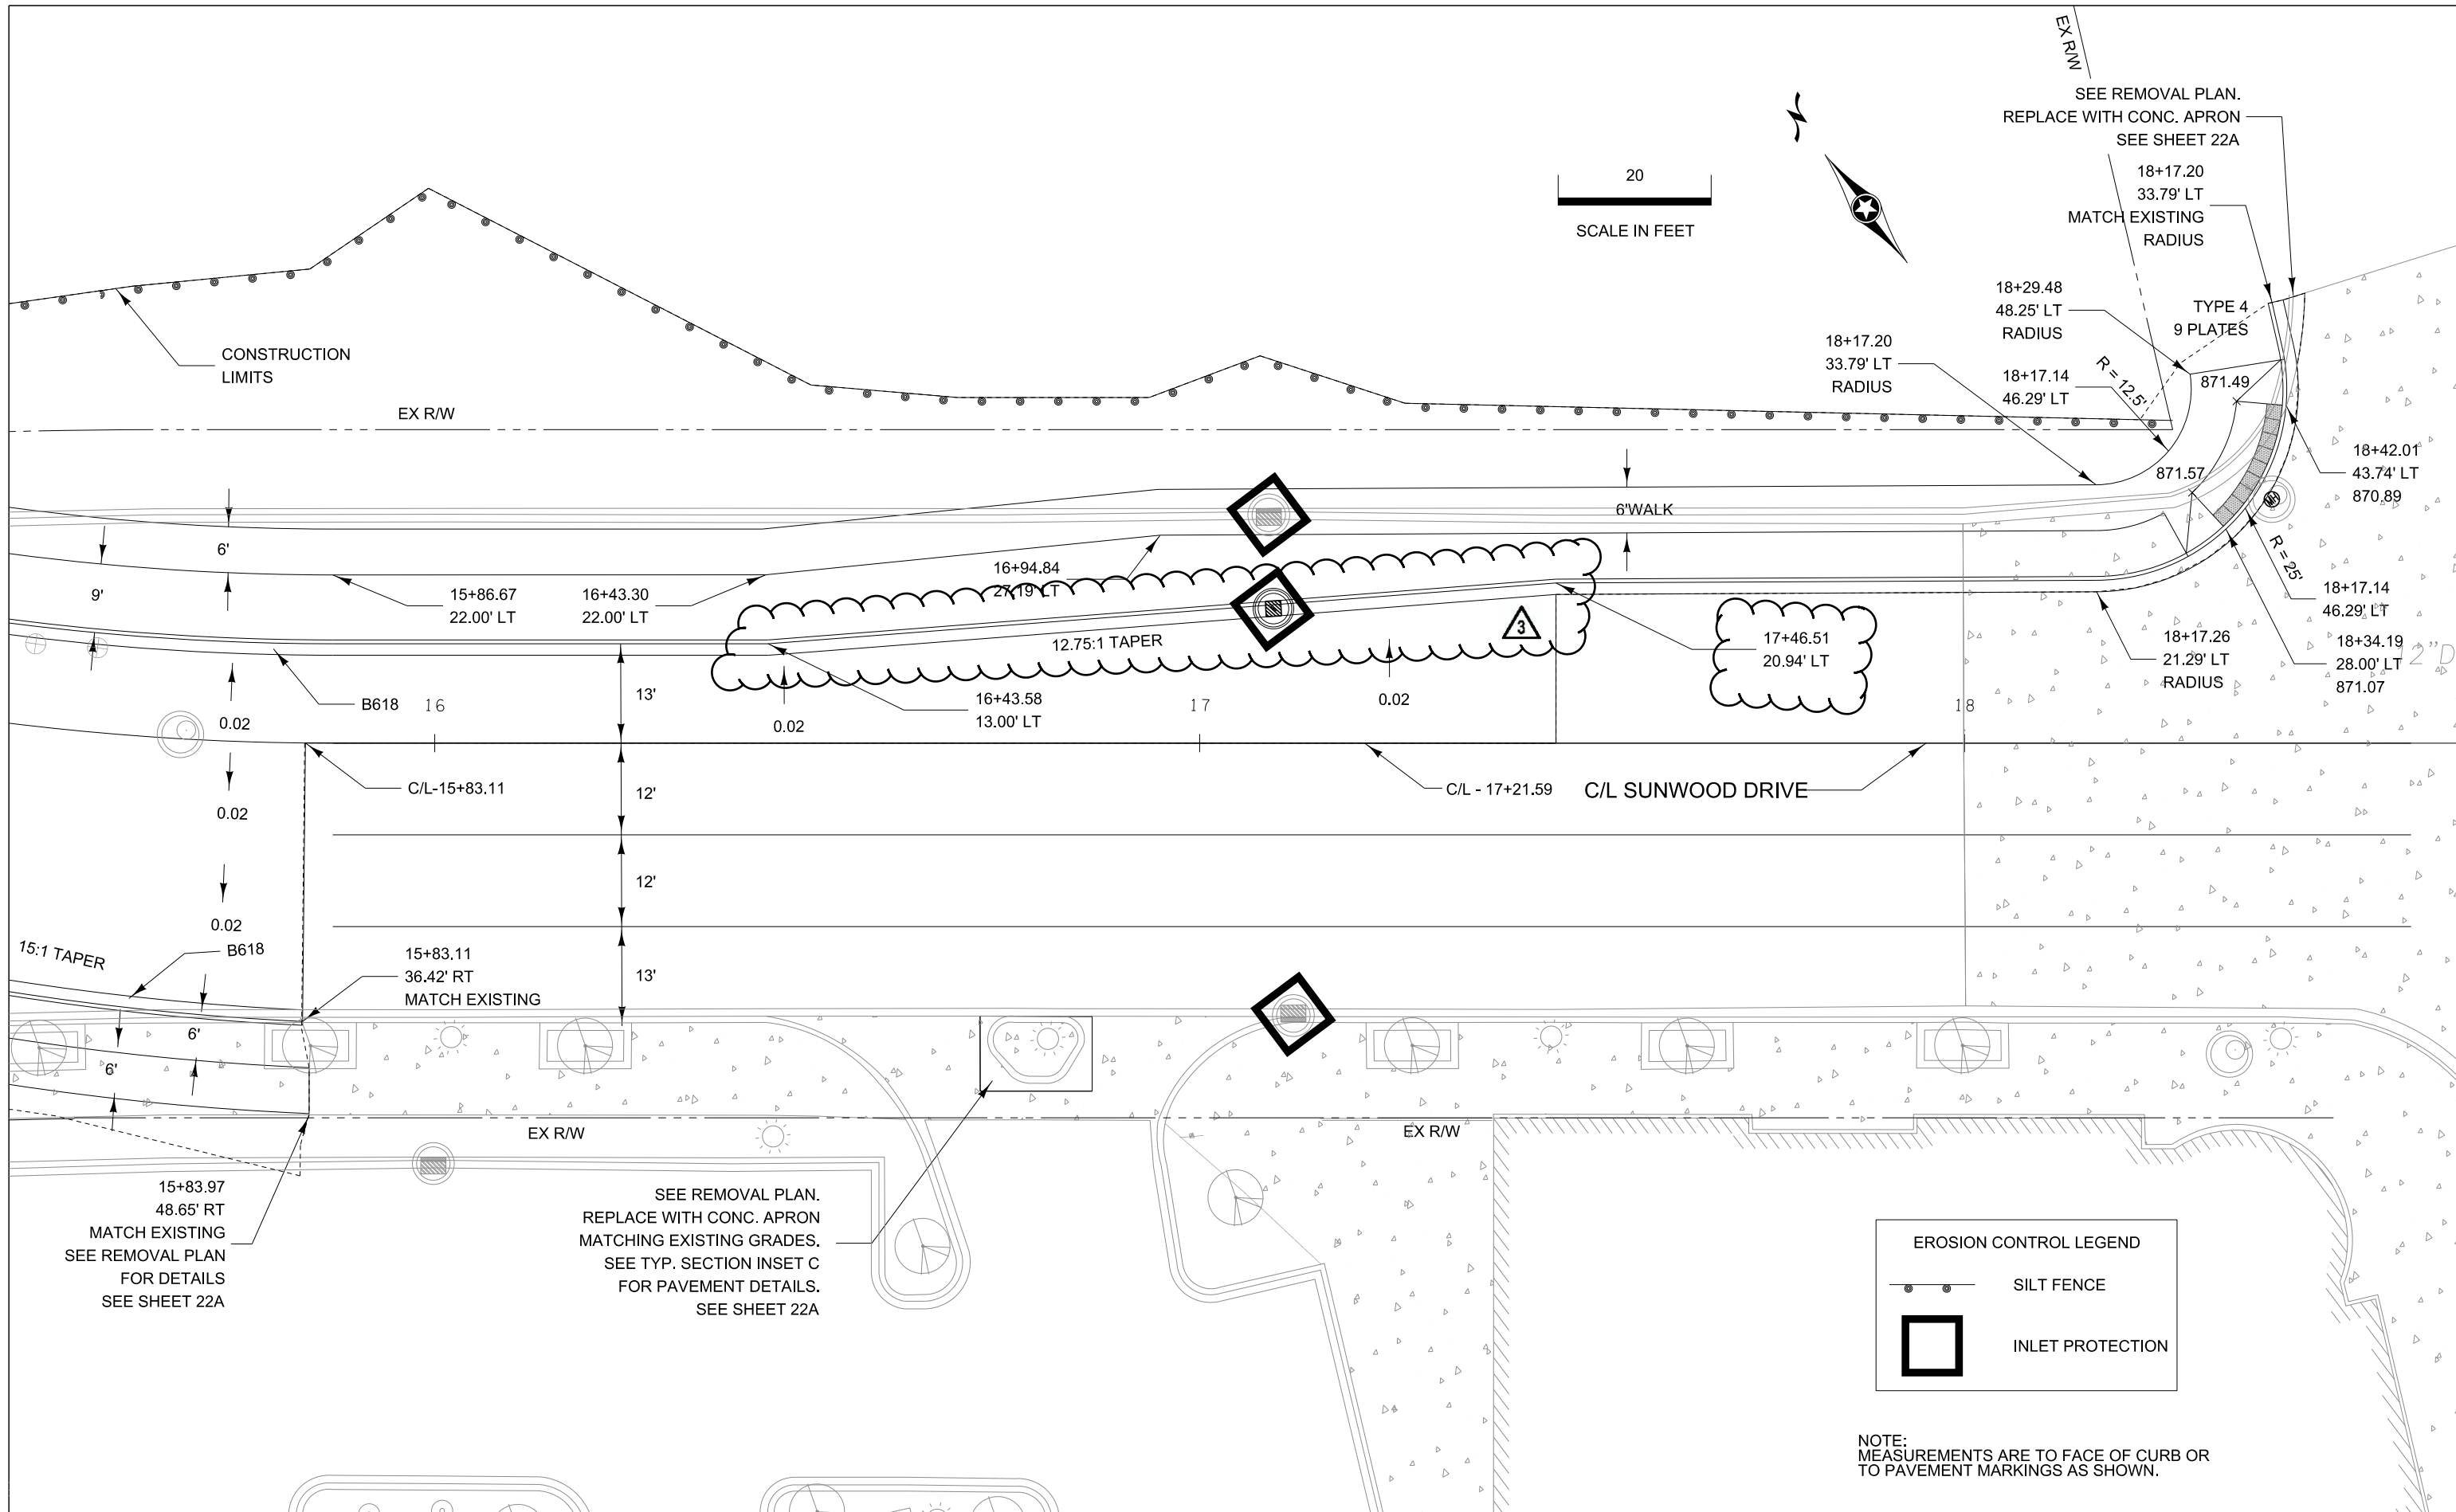 EX R/W
SEE REMOVAL PLAN.
REPLACE WITH CONC. APRON
SEE SHEET 22A
20
SCALE IN FEET
18+17.20
33.79' LT
MATCH EXISTING
RADIUS
18+29.48
48.25' LT
RADIUS
TYPE 4
9 PLATES
18+17.20
33.79' LT
RADIUS
18+17.14
46.29' LT
R = 12.5'
871.49
CONSTRUCTION
LIMITS
EX R/W
18+42.01
43.74' LT
870.89
871.57
6'WALK
MH
6'
9'
15+86.67
22.00' LT
16+43.30
22.00' LT
16+94.84
27.19' LT
R = 25'
18+17.14
46.29' LT
3
12.75:1 TAPER
17+46.51
20.94' LT
18+17.26
21.29' LT
RADIUS
18+34.19
28.00' LT
871.07
12"D
B618
16
13'
16+43.58
13.00' LT
17
0.02
18
0.02
0.02
C/L-15+83.11
12'
C/L - 17+21.59
C/L SUNWOOD DRIVE
0.02
12'
0.02
15:1 TAPER
B618
15+83.11
36.42' RT
MATCH EXISTING
13'
6'
6'
EX R/W
EX R/W
15+83.97
48.65' RT
MATCH EXISTING
SEE REMOVAL PLAN
FOR DETAILS
SEE SHEET 22A
SEE REMOVAL PLAN.
REPLACE WITH CONC. APRON
MATCHING EXISTING GRADES.
SEE TYP. SECTION INSET C
FOR PAVEMENT DETAILS.
SEE SHEET 22A
EROSION CONTROL LEGEND
SILT FENCE
INLET PROTECTION
NOTE:
MEASUREMENTS ARE TO FACE OF CURB OR
TO PAVEMENT MARKINGS AS SHOWN.